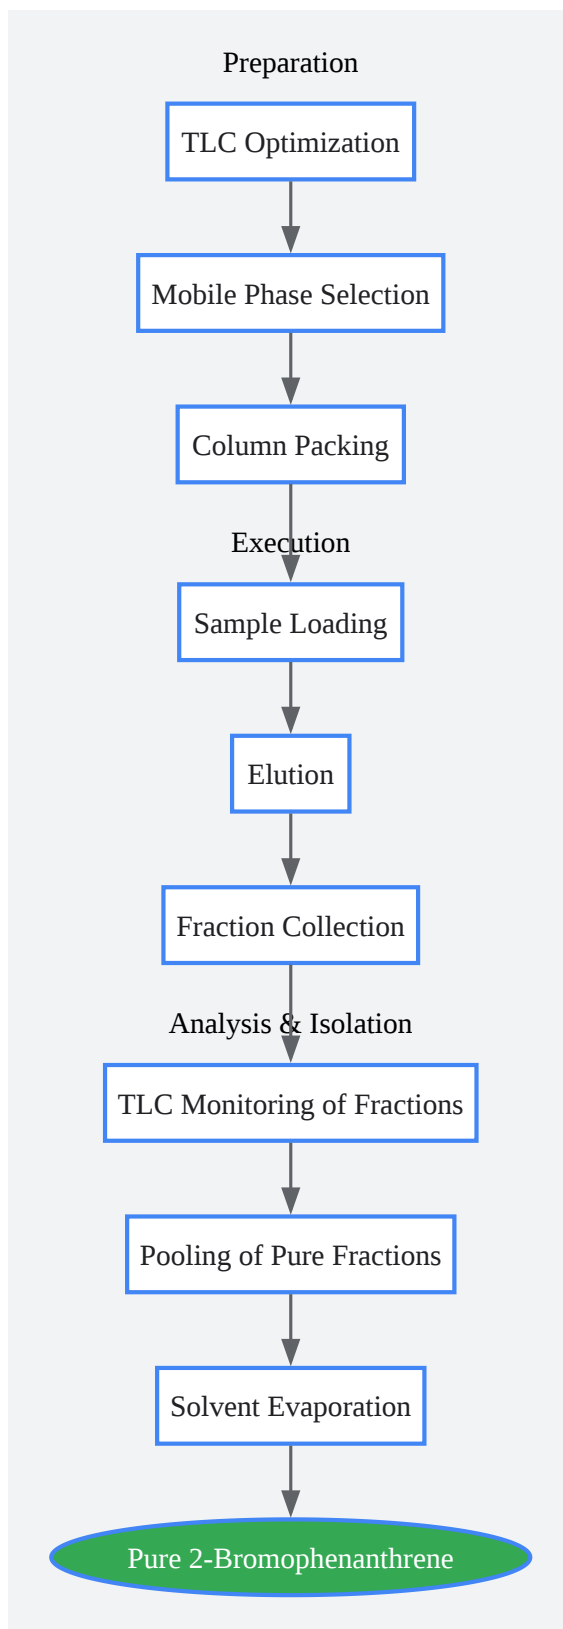 Preparation
TLC Optimization
Mobile Phase Selection
Column Packing
Execution
Sample Loading
Elution
Fraction Collection
Analysis & Isolation
TLC Monitoring of Fractions
Pooling of Pure Fractions
Solvent Evaporation
Pure 2-Bromophenanthrene